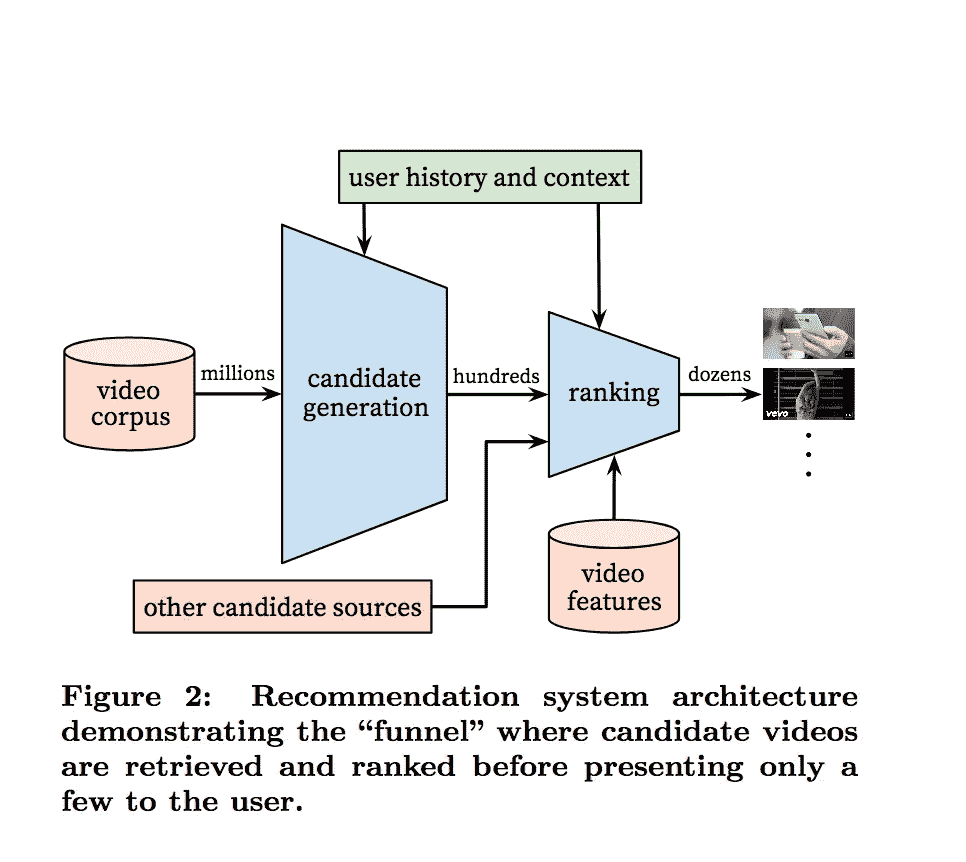 user history and context
video
corpus
millions
candidate
generation
hundreds
ranking
dozens
vevo
other candidate sources
video
features
Figure 2: Recommendation system architecture
demonstrating the “funnel” where candidate videos
are retrieved and ranked before presenting only a
few to the user.